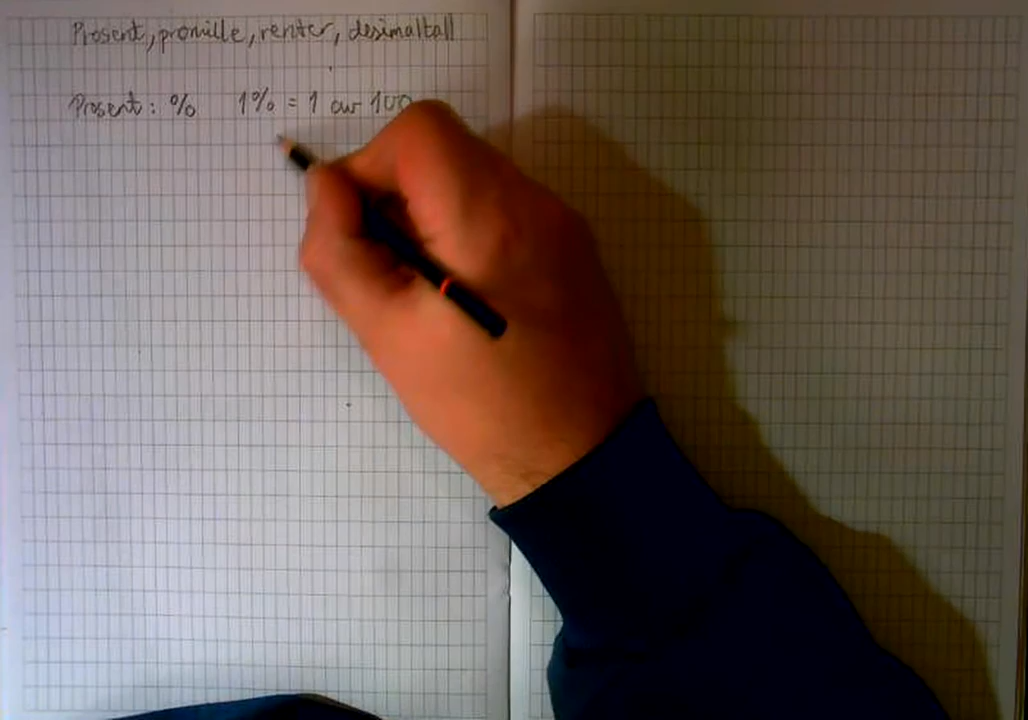 Prosent, promille, renter, desimaltall
Prosent: % 1% = 1 av 100